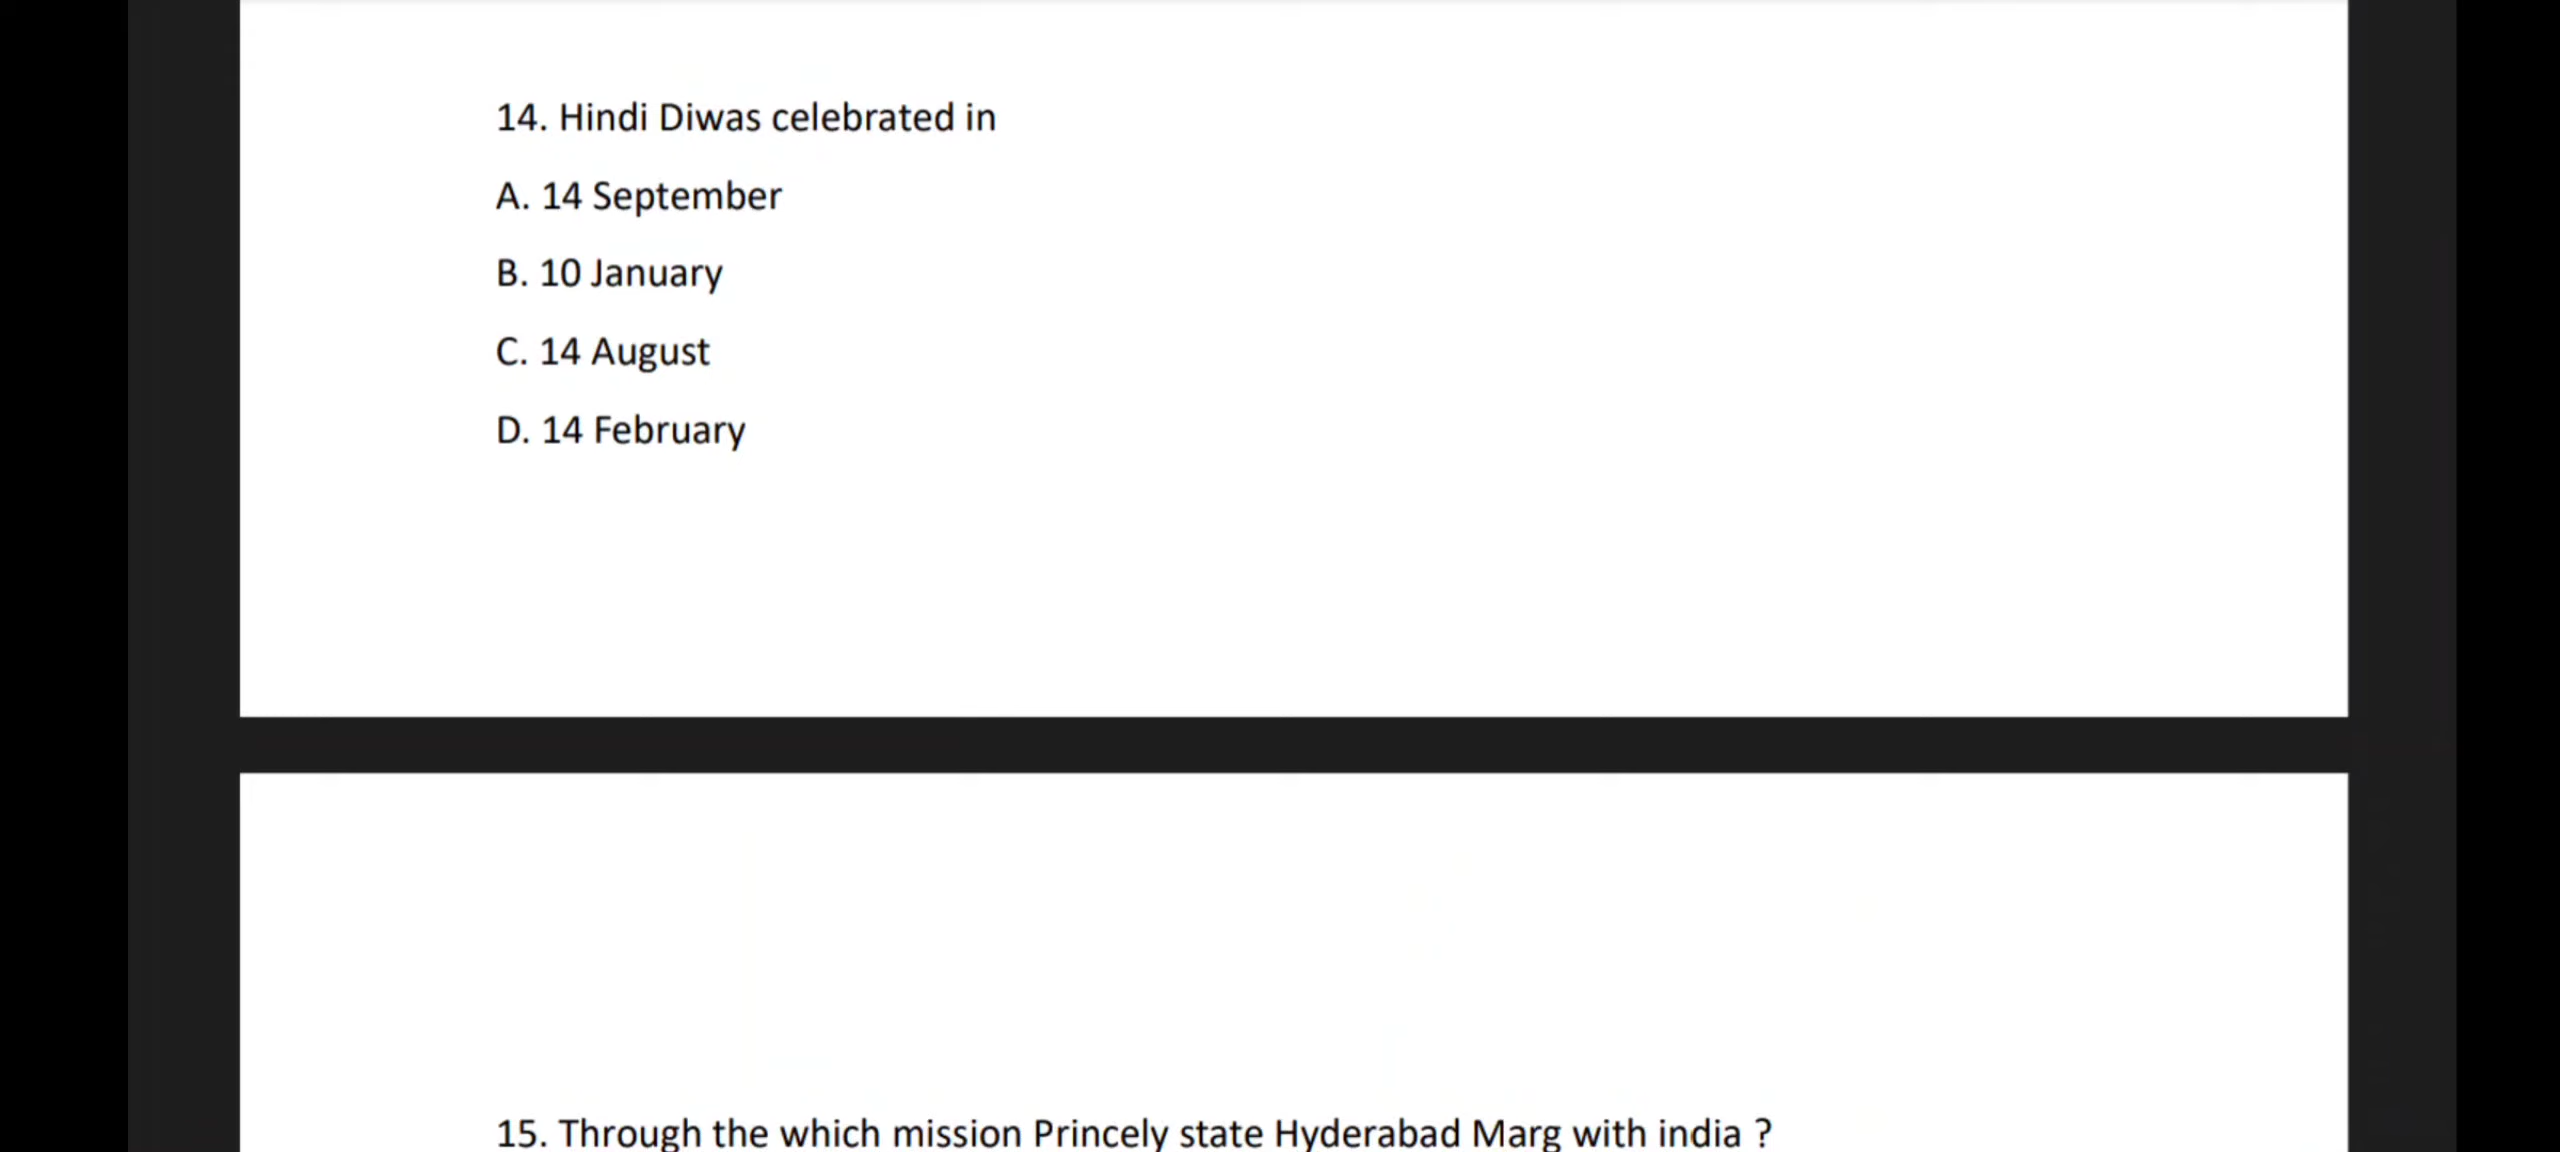 14. Hindi Diwas celebrated in
A. 14 September
B. 10 January
C. 14 August
D. 14 February
15. Through the which mission Princely state Hyderabad Marg with india ?